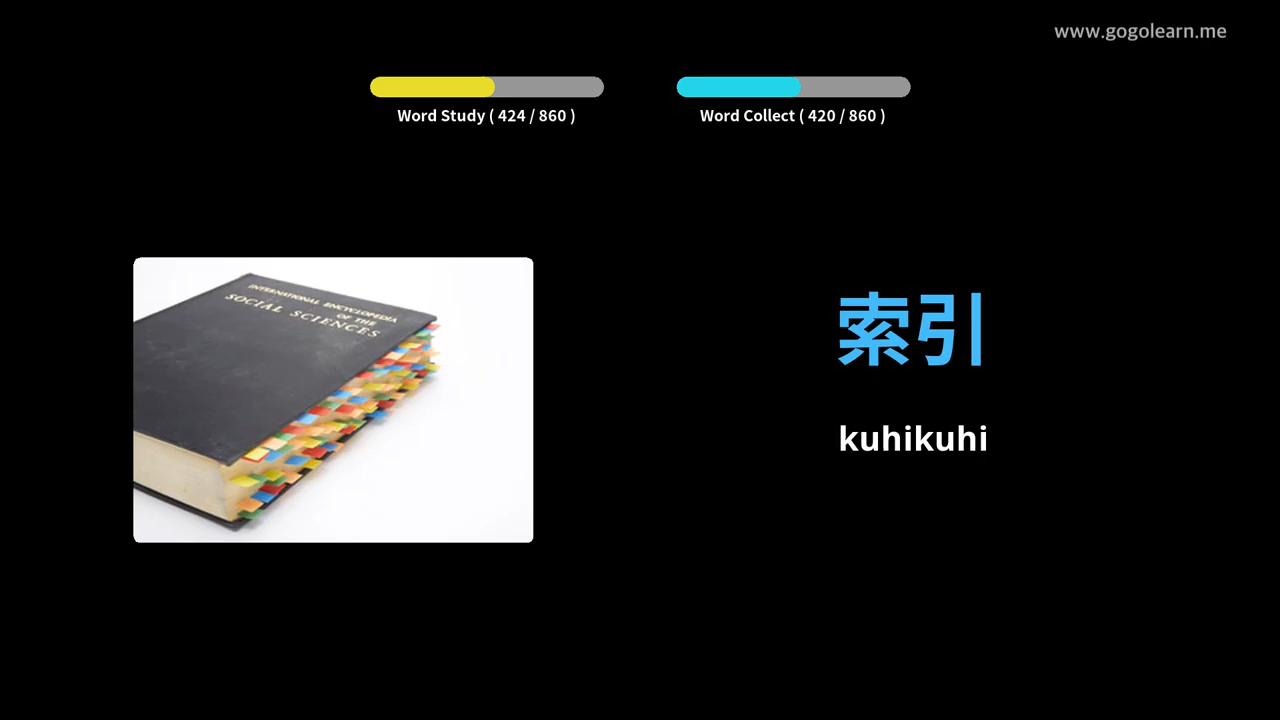 www.gogolearn.me
Word Study ( 424 / 860 )
Word Collect ( 420 / 860 )
INTERNATIONAL ENCYCLOPEDIA
OF THE
SOCIAL SCIENCES
索引
kuhikuhi